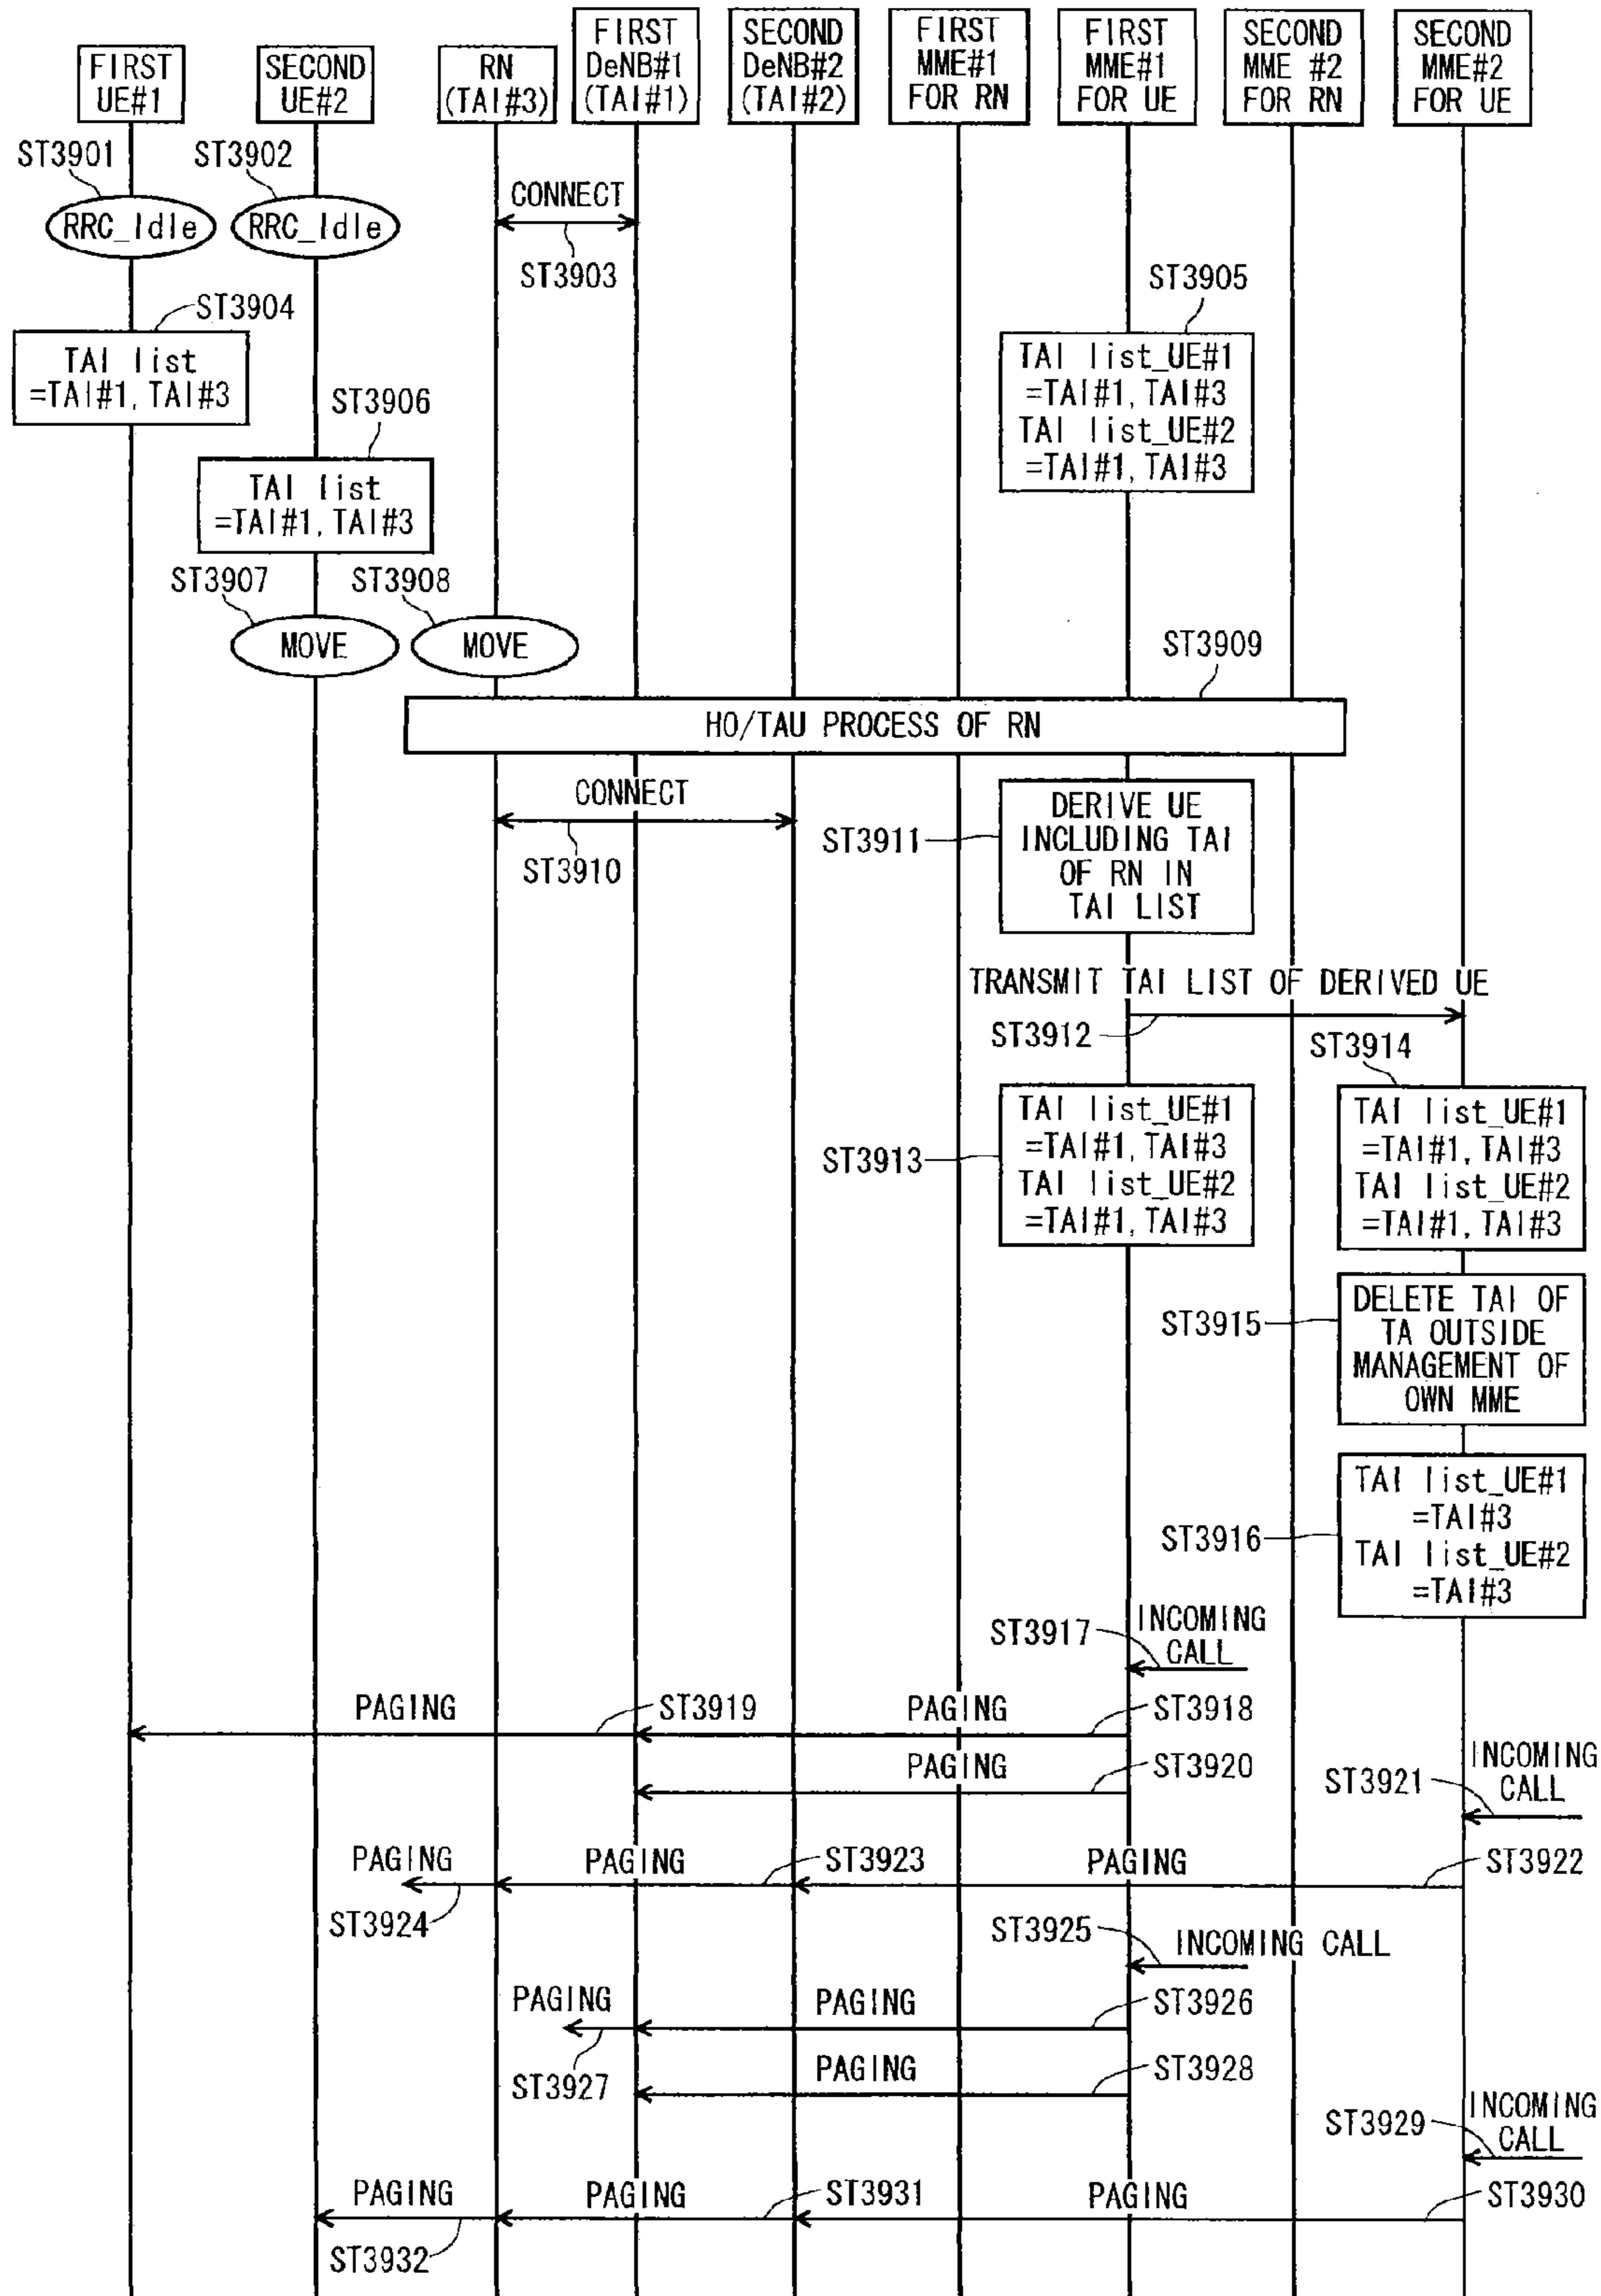 FIRST
UE#1
SECOND
UE#2
RN
(TAI#3)
FIRST
DeNB#1
(TAI#1)
SECOND
DeNB#2
(TAI#2)
FIRST
MME#1
FOR RN
FIRST
MME#1
FOR UE
SECOND
MME #2
FOR RN
SECOND
MME#2
FOR UE
ST3901
ST3902
RRC_Idle
RRC_Idle
CONNECT
ST3903
ST3904
TAI list
=TAI#1, TAI#3
ST3905
TAI list_UE#1
=TAI#1, TAI#3
TAI list_UE#2
=TAI#1, TAI#3
ST3906
TAI list
=TAI#1, TAI#3
ST3907
ST3908
MOVE
MOVE
ST3909
HO/TAU PROCESS OF RN
CONNECT
ST3910
ST3911
DERIVE UE
INCLUDING TAI
OF RN IN
TAI LIST
TRANSMIT TAI LIST OF DERIVED UE
ST3912
ST3913
TAI list_UE#1
=TAI#1, TAI#3
TAI list_UE#2
=TAI#1, TAI#3
ST3914
TAI list_UE#1
=TAI#1, TAI#3
TAI list_UE#2
=TAI#1, TAI#3
ST3915
DELETE TAI OF
TA OUTSIDE
MANAGEMENT OF
OWN MME
ST3916
TAI list_UE#1
=TAI#3
TAI list_UE#2
=TAI#3
ST3917
INCOMING
CALL
PAGING
ST3919
PAGING
ST3918
PAGING
ST3920
ST3921
INCOMING
CALL
PAGING
ST3924
PAGING
ST3923
PAGING
ST3922
ST3925
INCOMING CALL
PAGING
ST3927
PAGING
ST3926
PAGING
ST3928
ST3929
INCOMING
CALL
PAGING
ST3932
PAGING
ST3931
PAGING
ST3930